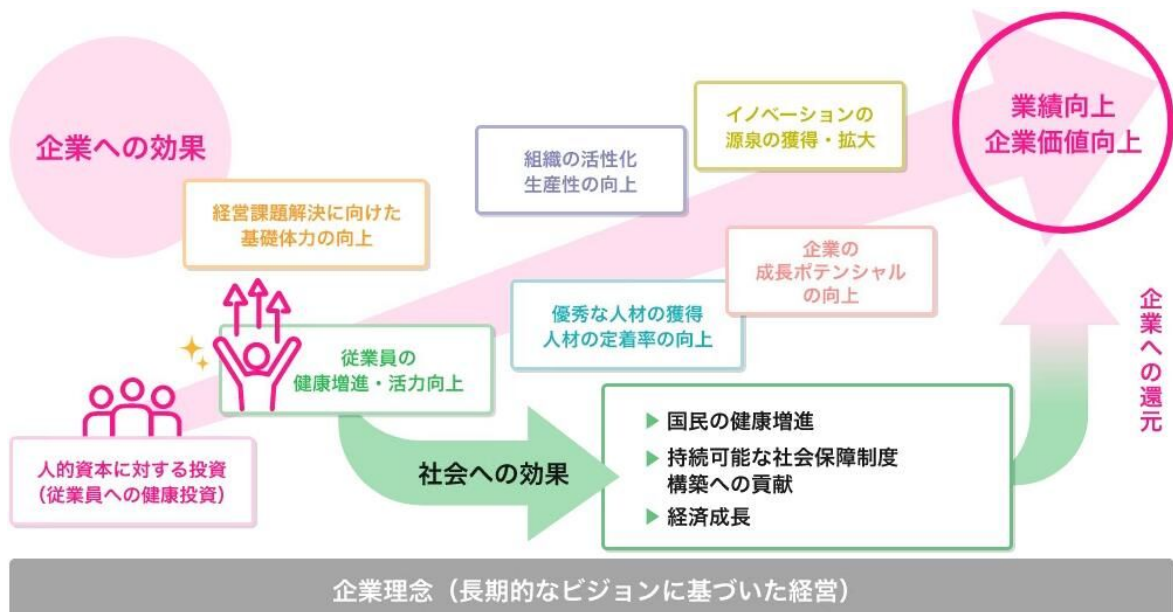 企業への効果
業績向上
企業価値向上
イノベーションの
源泉の獲得・拡大
組織の活性化
生産性の向上
経営課題解決に向けた
基礎体力の向上
企業の
成長ポテンシャル
の向上
優秀な人材の獲得
人材の定着率の向上
従業員の
健康増進・活力向上
人的資本に対する投資
（従業員への健康投資）
社会への効果
▶ 国民の健康増進
▶ 持続可能な社会保障制度
構築への貢献
▶ 経済成長
企業への還元
企業理念（長期的なビジョンに基づいた経営）